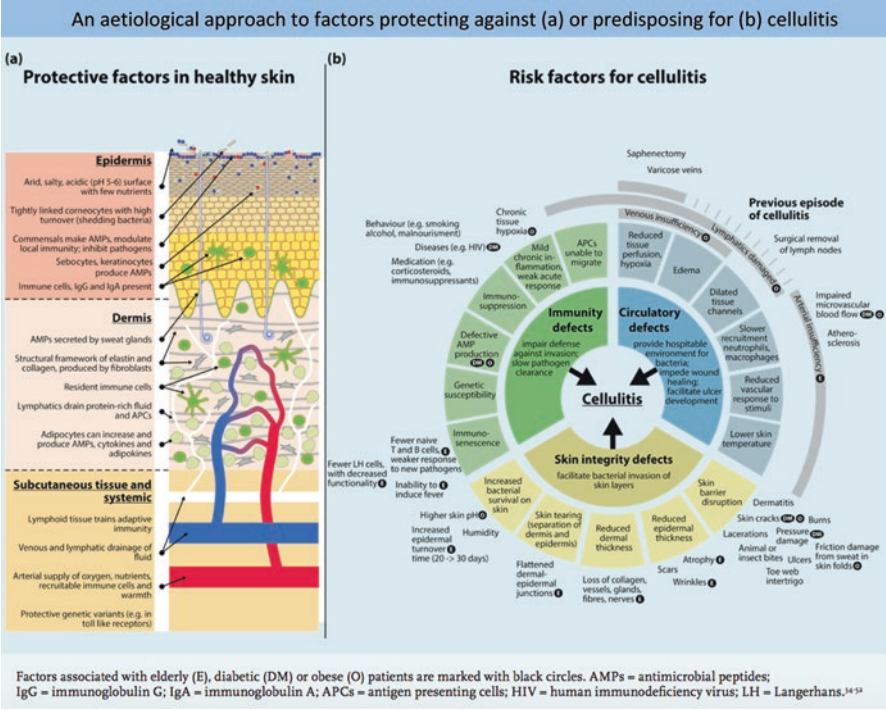 An aetiological approach to factors protecting against (a) or predisposing for (b) cellulitis
(a)
Protective factors in healthy skin
Epidermis
Arid, salty, acidic (pH 5-6) surface
with few nutrients
Tightly linked corneocytes with high
turnover (shedding bacteria)
Commensals make AMPs, modulate
local immunity; inhibit pathogens
Sebocytes, keratinocytes
produce AMPs
Immune cells, IgG and IgA present
Dermis
AMPs secreted by sweat glands
Structural framework of elastin and
collagen, produced by fibroblasts
Resident immune cells
Lymphatics drain protein-rich fluid
and APCs
Adipocytes can increase and
produce AMPs, cytokines and
adipokines
Subcutaneous tissue and
systemic
Lymphoid tissue trains adaptive
immunity
Venous and lymphatic drainage of
fluid
Arterial supply of oxygen, nutrients,
recruitable immune cells and
warmth
Protective genetic variants (e.g. in
toll like receptors)
(b)
Risk factors for cellulitis
Saphenectomy
Varicose veins
Venous insufficiency O
Previous episode
of cellulitis
Lymphatics damaged O
Surgical removal
of lymph nodes
Arterial insufficiency E
Impaired
microvascular
blood flow DM O
Athero-
sclerosis
Chronic
tissue
hypoxia O
Behaviour (e.g. smoking
alcohol, malnourisment)
Diseases (e.g. HIV) DM
Medication (e.g.
corticosteroids,
immunosuppressants)
APCs
unable to
migrate
Mild
chronic in-
flammation,
weak acute
response
Immuno-
suppression
Defective
AMP
production
DM O
Genetic
susceptibility
Immuno-
senescence
Immunity
defects
impair defense
against invasion;
slow pathogen
clearance
Circulatory
defects
provide hospitable
environment for
bacteria;
impede wound
healing;
facilitate ulcer
development
Reduced
tissue
perfusion,
hypoxia
Edema
Dilated
tissue
channels
Slower
recruitment
neutrophils,
macrophages
Reduced
vascular
response to
stimuli
Lower skin
temperature
Cellulitis
Skin integrity defects
facilitate bacterial invasion of
skin layers
Increased
bacterial
survival on
skin
Skin tearing
(separation of
dermis and
epidermis)
Reduced
dermal
thickness
Reduced
epidermal
thickness
Skin
barrier
disruption
Fewer naive
T and B cells, E
weaker response
to new pathogens
Fewer LH cells,
with decreased
functionality E
Inability to E
induce fever
Higher skin pH O
Humidity
Increased
epidermal
turnover E
time (20 -> 30 days)
Flattened
dermal-
epidermal
junctions E
Loss of collagen,
vessels, glands,
fibres, nerves E
Atrophy E
Scars
Wrinkles E
Dermatitis
Skin cracks DM O
Burns
Lacerations
Pressure DM
damage
Animal or
insect bites
Ulcers
Friction damage
from sweat in
skin folds O
Toe web
intertrigo
Factors associated with elderly (E), diabetic (DM) or obese (O) patients are marked with black circles. AMPs = antimicrobial peptides;
IgG = immunoglobulin G; IgA = immunoglobulin A; APCs = antigen presenting cells; HIV = human immunodeficiency virus; LH = Langerhans.